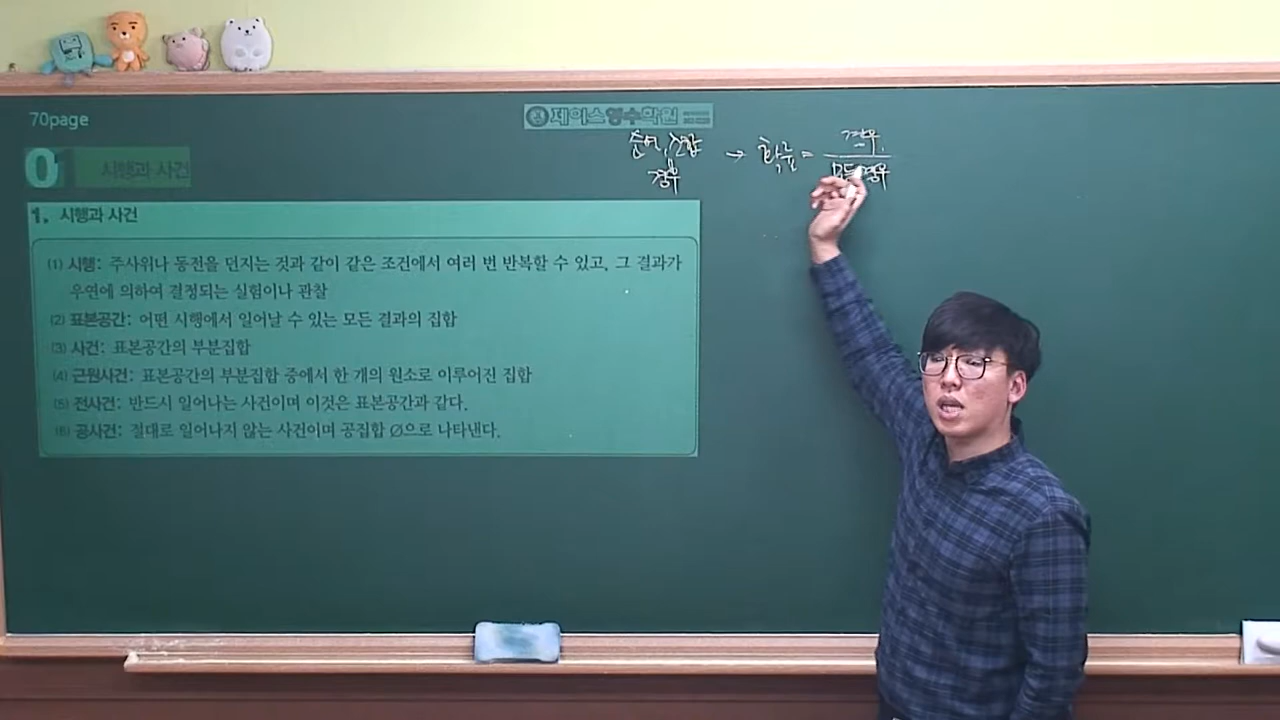 70page
제이스영수학원
순열, 조합 → 확률 = 경우 / 모든 경우
경우
01 시행과 사건
1. 시행과 사건
(1) 시행: 주사위나 동전을 던지는 것과 같이 같은 조건에서 여러 번 반복할 수 있고, 그 결과가
우연에 의하여 결정되는 실험이나 관찰
(2) 표본공간: 어떤 시행에서 일어날 수 있는 모든 결과의 집합
(3) 사건: 표본공간의 부분집합
(4) 근원사건: 표본공간의 부분집합 중에서 한 개의 원소로 이루어진 집합
(5) 전사건: 반드시 일어나는 사건이며 이것은 표본공간과 같다.
(6) 공사건: 절대로 일어나지 않는 사건이며 공집합 Ø으로 나타낸다.